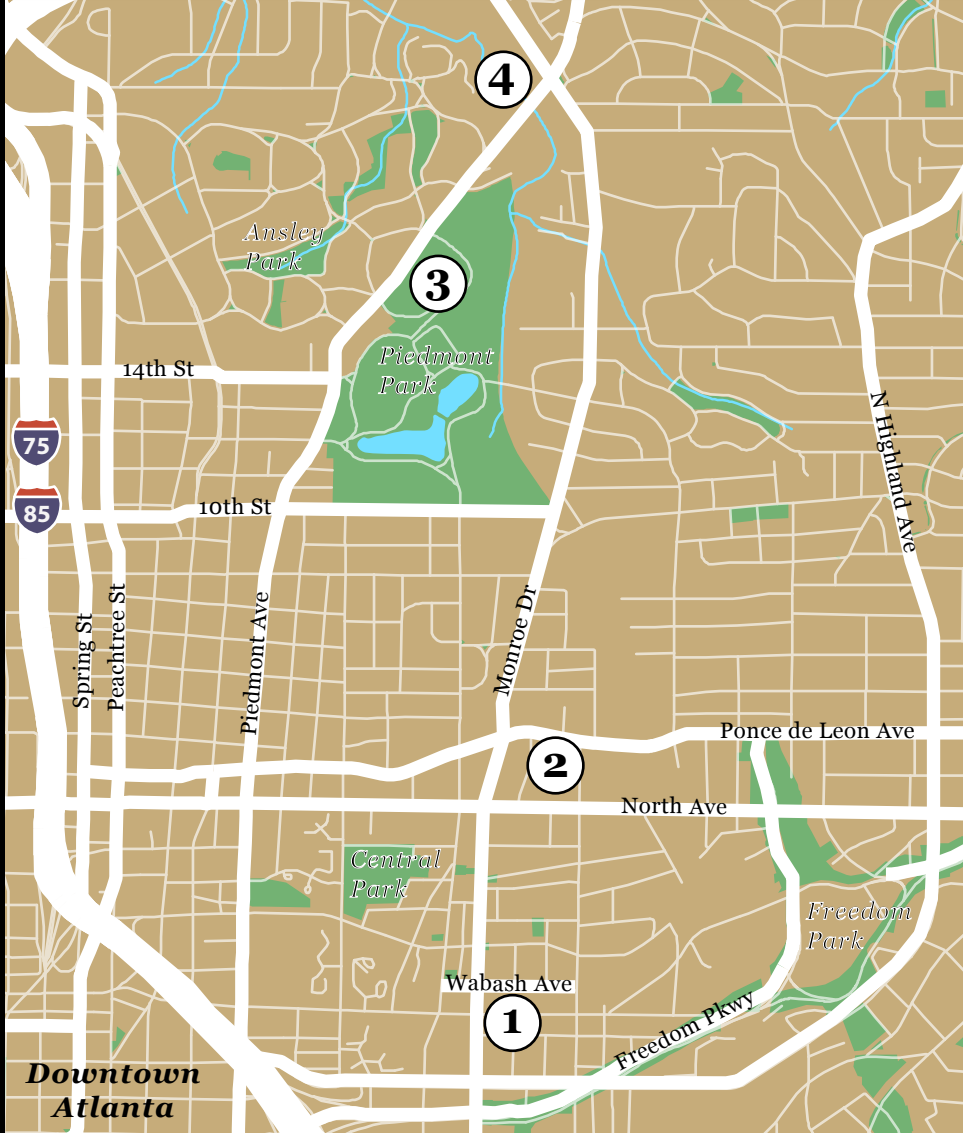 4
Ansley
Park
3
Piedmont
Park
14th St
N Highland Ave
75
85
10th St
Spring St
Peachtree St
Piedmont Ave
Monroe Dr
Ponce de Leon Ave
2
North Ave
Central
Park
Freedom
Park
Wabash Ave
1
Freedom Pkwy
Downtown
Atlanta